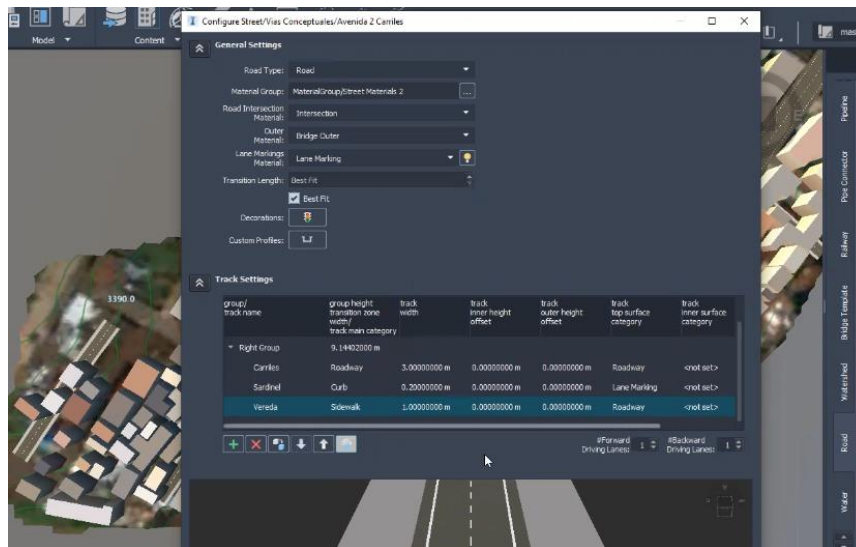 Configure Street/Vias Conceptuales/Avenida 2 Carriles
Model
Content
mas
General Settings
Road Type: Road
Material Group: MaterialGroup/Street Materials 2
...
Road Intersection
Material: Intersection
Outer
Material: Bridge Outer
Lane Markings
Material: Lane Marking
Transition Length: Best Fit
Best Fit
Decorations:
Custom Profiles:
Track Settings
group/
track name
group height
transition zone
width/
track main category
track
width
track
inner height
offset
track
outer height
offset
track
top surface
category
track
inner surface
category
Right Group 9.14402000 m
Carriles Roadway 3.00000000 m 0.00000000 m 0.00000000 m Roadway <not set>
Sardinel Curb 0.20000000 m 0.00000000 m 0.00000000 m Lane Marking <not set>
Vereda Sidewalk 1.00000000 m 0.00000000 m 0.00000000 m Roadway <not set>
#Forward
Driving Lanes: 1
#Backward
Driving Lanes: 1
3390.0
Pipeline
Pipe Connector
Railway
Bridge Template
Watershed
Road
Water